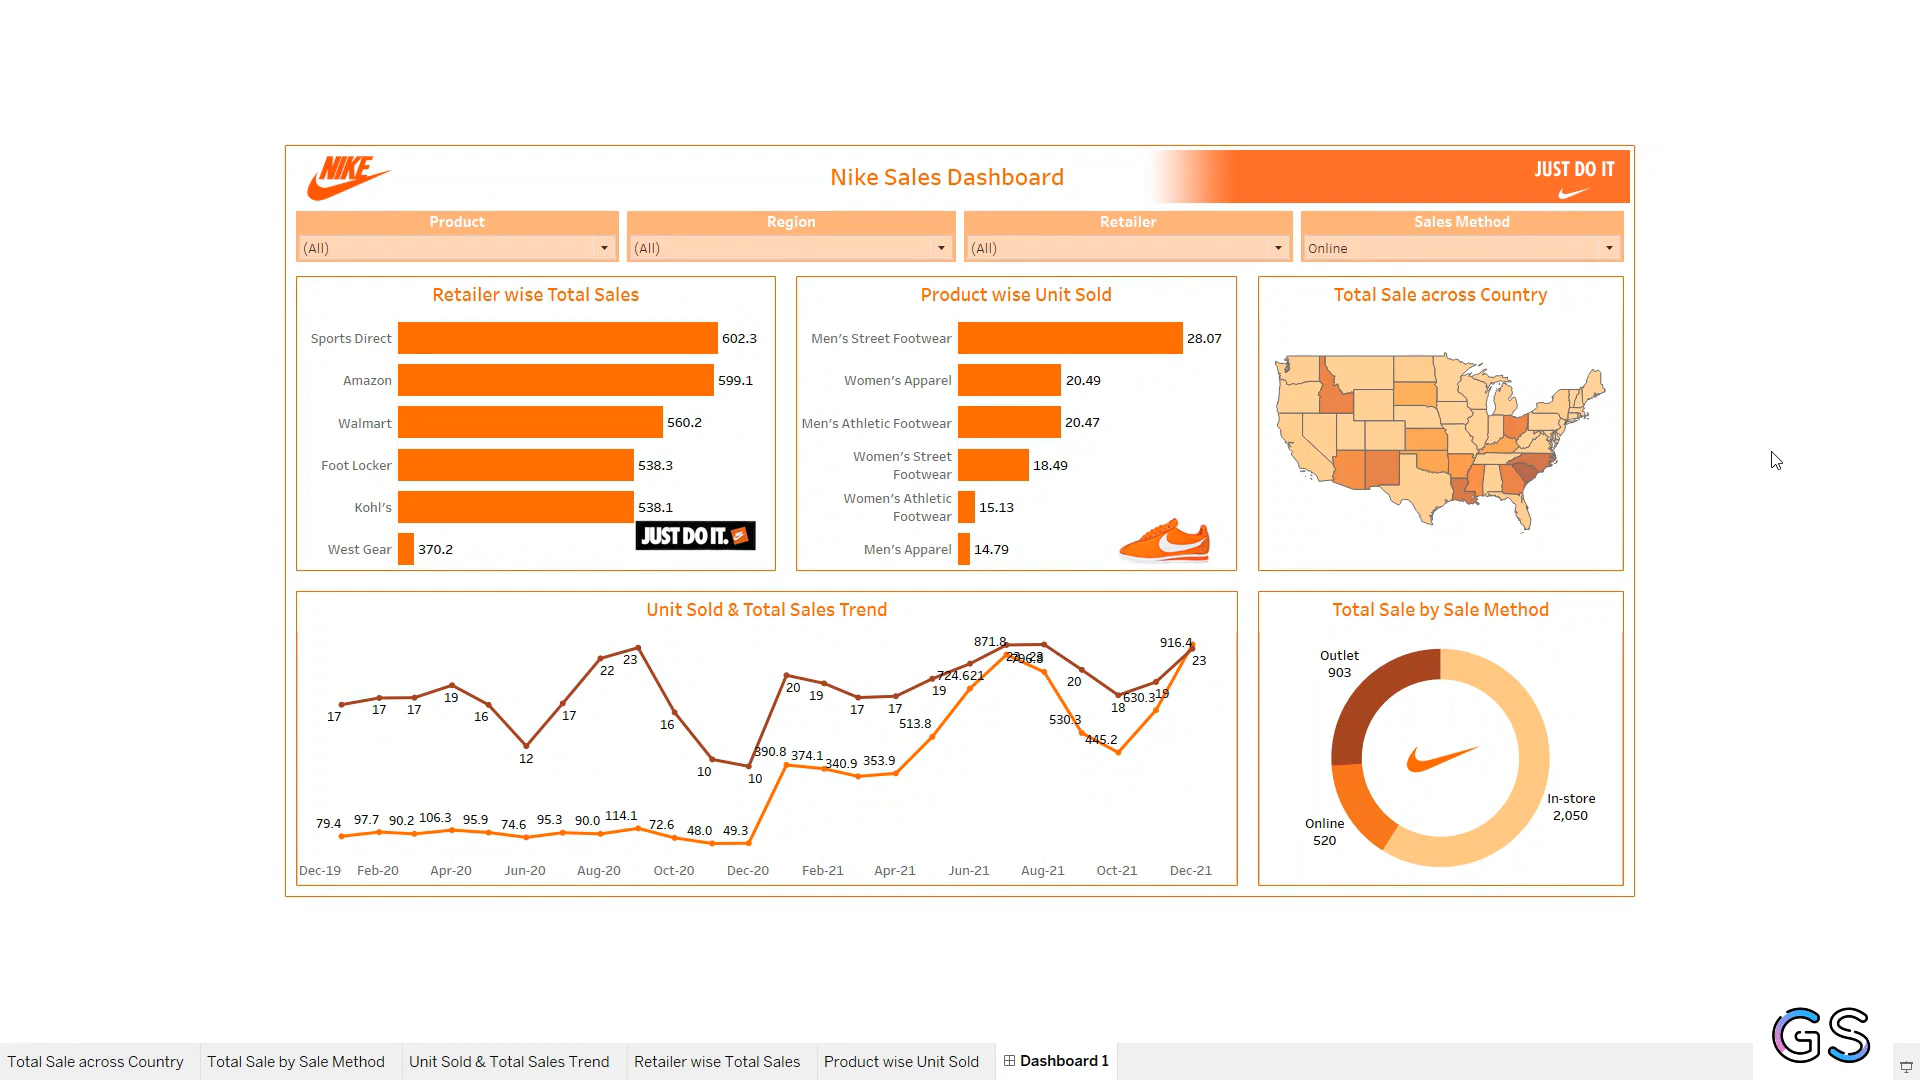 NIKE
Nike Sales Dashboard
JUST DO IT
Product
Region
Retailer
Sales Method
(All)
(All)
(All)
Online
Retailer wise Total Sales
Sports Direct
602.3
Amazon
599.1
Walmart
560.2
Foot Locker
538.3
Kohl's
538.1
West Gear
370.2
JUST DO IT.
Product wise Unit Sold
Men's Street Footwear
28.07
Women's Apparel
20.49
Men's Athletic Footwear
20.47
Women's Street
Footwear
18.49
Women's Athletic
Footwear
15.13
Men's Apparel
14.79
Total Sale across Country
Unit Sold & Total Sales Trend
17
17
17
19
16
12
17
22
23
16
10
10
20
19
17
17
19
21
23
23
20
18
19
23
79.4
97.7
90.2
106.3
95.9
74.6
95.3
90.0
114.1
72.6
48.0
49.3
390.8
374.1
340.9
353.9
513.8
724.6
871.8
796.8
530.3
445.2
630.3
916.4
Dec-19
Feb-20
Apr-20
Jun-20
Aug-20
Oct-20
Dec-20
Feb-21
Apr-21
Jun-21
Aug-21
Oct-21
Dec-21
Total Sale by Sale Method
Outlet
903
Online
520
In-store
2,050
GS
Total Sale across Country
Total Sale by Sale Method
Unit Sold & Total Sales Trend
Retailer wise Total Sales
Product wise Unit Sold
Dashboard 1